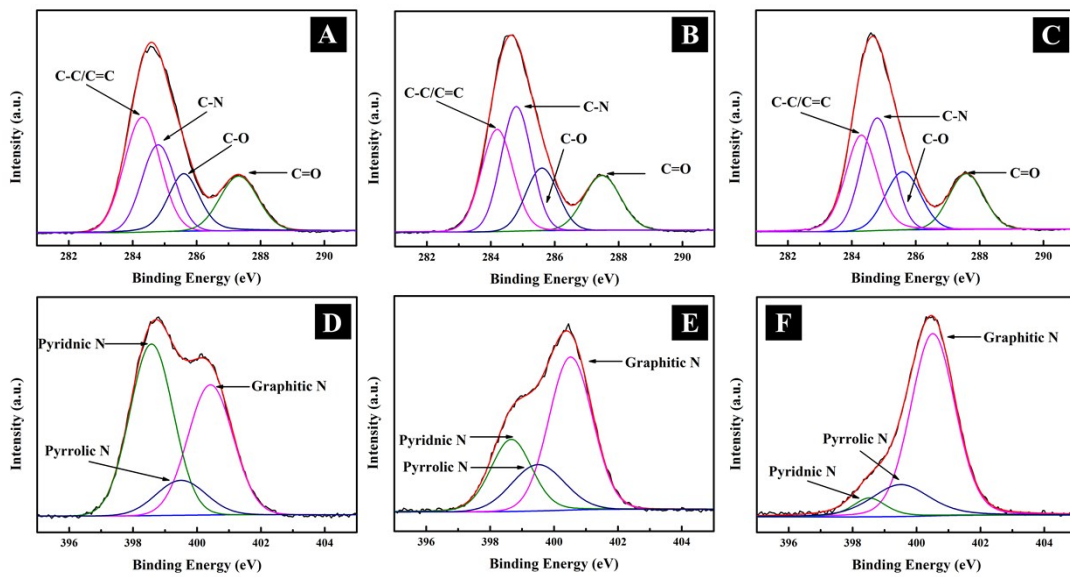 A
C-C/C=C
C-N
C-O
C=O
Intensity (a.u.)
282 284 286 288 290
Binding Energy (eV)
B
C-C/C=C
C-N
C-O
C=O
Intensity (a.u.)
282 284 286 288 290
Binding Energy (eV)
C
C-C/C=C
C-N
C-O
C=O
Intensity (a.u.)
282 284 286 288 290
Binding Energy (eV)
D
Pyridnic N
Graphitic N
Pyrrolic N
Intensity (a.u.)
396 398 400 402 404
Binding Energy (eV)
E
Graphitic N
Pyridnic N
Pyrrolic N
Intensity (a.u.)
396 398 400 402 404
Binding Energy (eV)
F
Graphitic N
Pyrrolic N
Pyridnic N
Intensity (a.u.)
396 398 400 402 404
Binding Energy (eV)